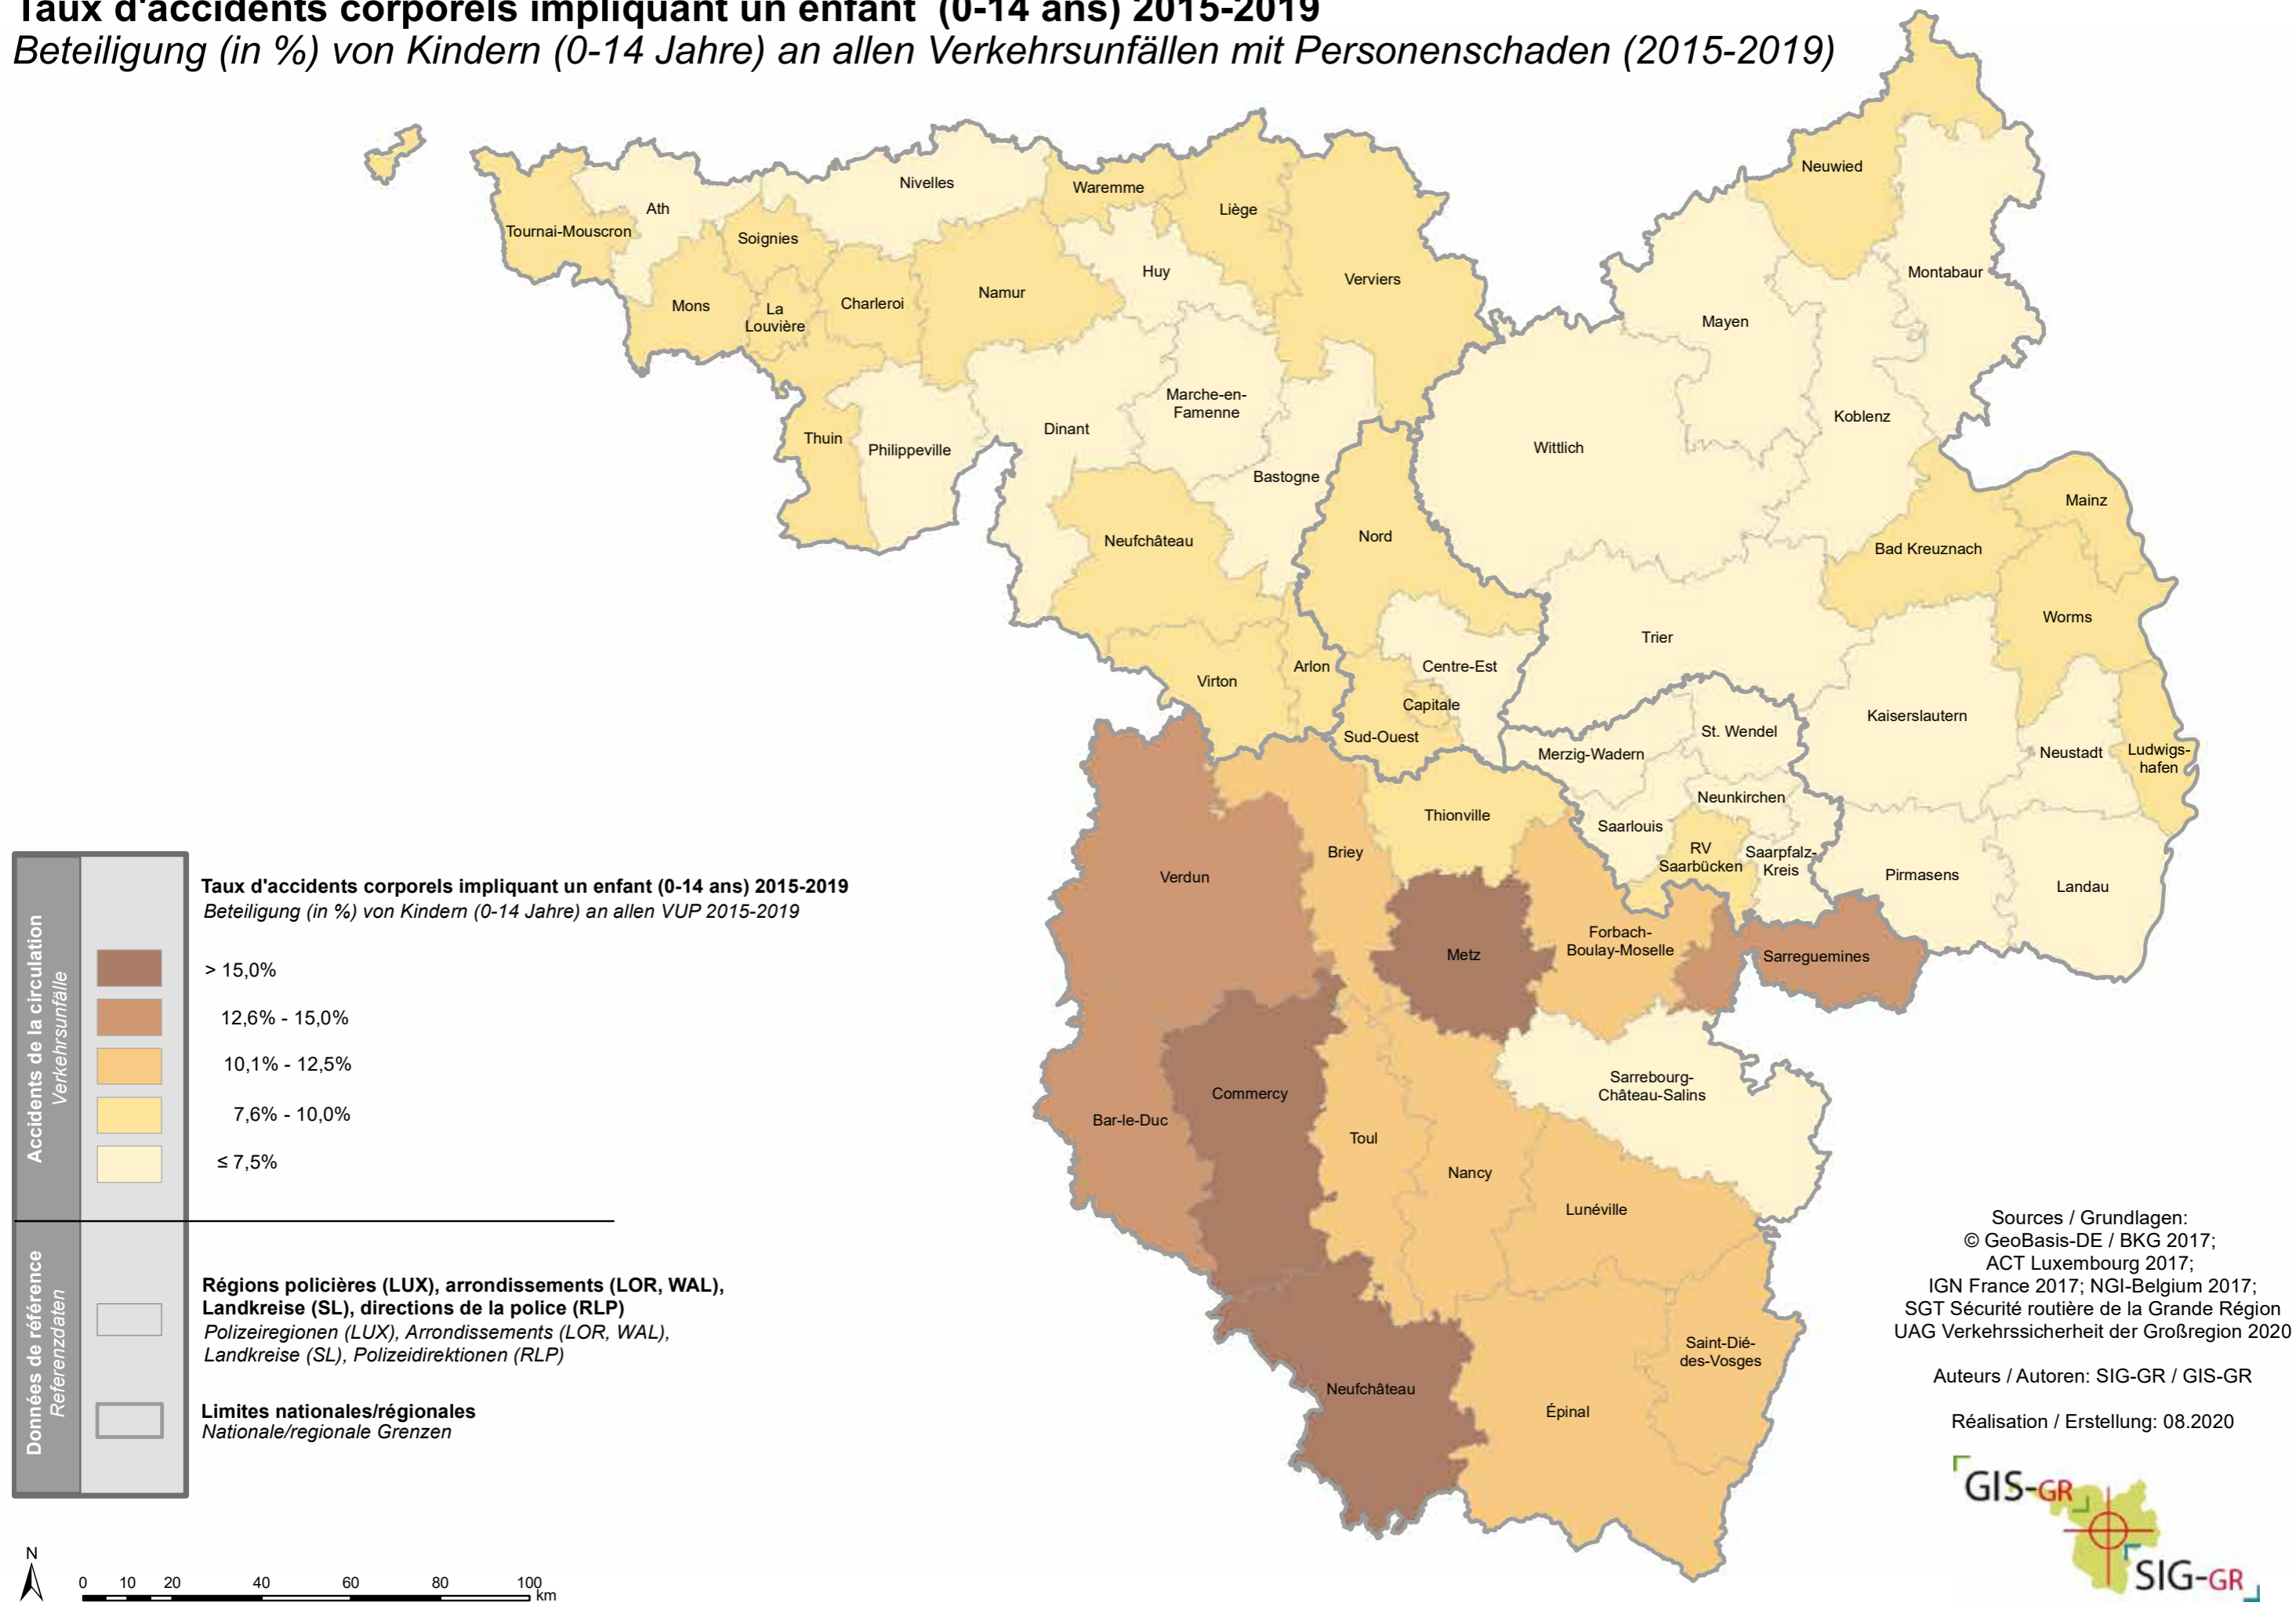 Taux d'accidents corporels impliquant un enfant (0-14 ans) 2015-2019
Beteiligung (in %) von Kindern (0-14 Jahre) an allen Verkehrsunfällen mit Personenschaden (2015-2019)
Neuwied
Nivelles
Waremme
Ath
Liège
Tournai-Mouscron
Soignies
Huy
Montabaur
Verviers
Namur
Charleroi
Mons
La
Louvière
Mayen
Marche-en-
Famenne
Koblenz
Dinant
Thuin
Philippeville
Wittlich
Bastogne
Mainz
Nord
Neufchâteau
Bad Kreuznach
Worms
Trier
Centre-Est
Arlon
Virton
Capitale
Kaiserslautern
St. Wendel
Sud-Ouest
Merzig-Wadern
Neustadt
Ludwigs-
hafen
Neunkirchen
Thionville
Saarlouis
RV
Saarbücken
Saarpfalz-
Kreis
Briey
Verdun
Pirmasens
Landau
Forbach-
Boulay-Moselle
Metz
Sarreguemines
Sarrebourg-
Château-Salins
Commercy
Bar-le-Duc
Toul
Nancy
Lunéville
Saint-Dié-
des-Vosges
Neufchâteau
Épinal
Accidents de la circulation
Verkehrsunfälle
Taux d'accidents corporels impliquant un enfant (0-14 ans) 2015-2019
Beteiligung (in %) von Kindern (0-14 Jahre) an allen VUP 2015-2019
> 15,0%
12,6% - 15,0%
10,1% - 12,5%
7,6% - 10,0%
≤ 7,5%
Données de référence
Referenzdaten
Régions policières (LUX), arrondissements (LOR, WAL),
Landkreise (SL), directions de la police (RLP)
Polizeiregionen (LUX), Arrondissements (LOR, WAL),
Landkreise (SL), Polizeidirektionen (RLP)
Limites nationales/régionales
Nationale/regionale Grenzen
N
0 10 20 40 60 80 100
km
Sources / Grundlagen:
© GeoBasis-DE / BKG 2017;
ACT Luxembourg 2017;
IGN France 2017; NGI-Belgium 2017;
SGT Sécurité routière de la Grande Région
UAG Verkehrssicherheit der Großregion 2020
Auteurs / Autoren: SIG-GR / GIS-GR
Réalisation / Erstellung: 08.2020
GIS-GR
SIG-GR